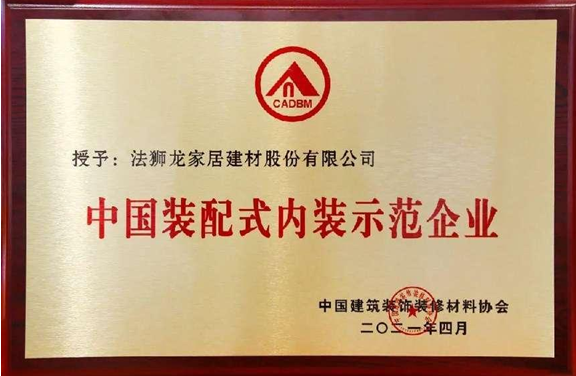 CADBM
授予：法狮龙家居建材股份有限公司
中国装配式内装示范企业
中国建筑装饰装修材料协会
二〇二一年四月